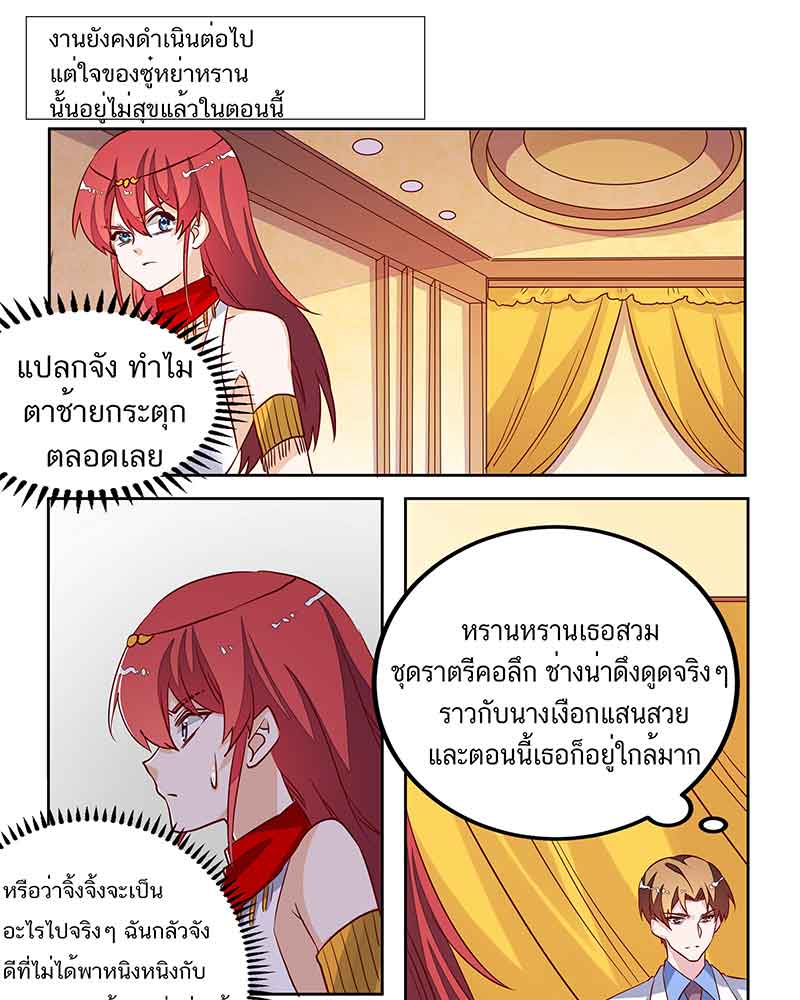 งานยังคงดำเนินต่อไป
แต่ใจของซู่หย่าหราน
นั้นอยู่ไม่สุขแล้วในตอนนี้
แปลกจัง ทำไม
ตาซ้ายกระตุก
ตลอดเลย
หรานหรานเธอสวม
ชุดราตรีคอลึก ช่างน่าดึงดูดจริงๆ
ราวกับนางเงือกแสนสวย
และตอนนี้เธอก็อยู่ใกล้มาก
หรือว่าจิ้งจิ้งจะเป็น
อะไรไปจริงๆ ฉันกลัวจัง
ดีที่ไม่ได้พาหนิงหนิงกับ